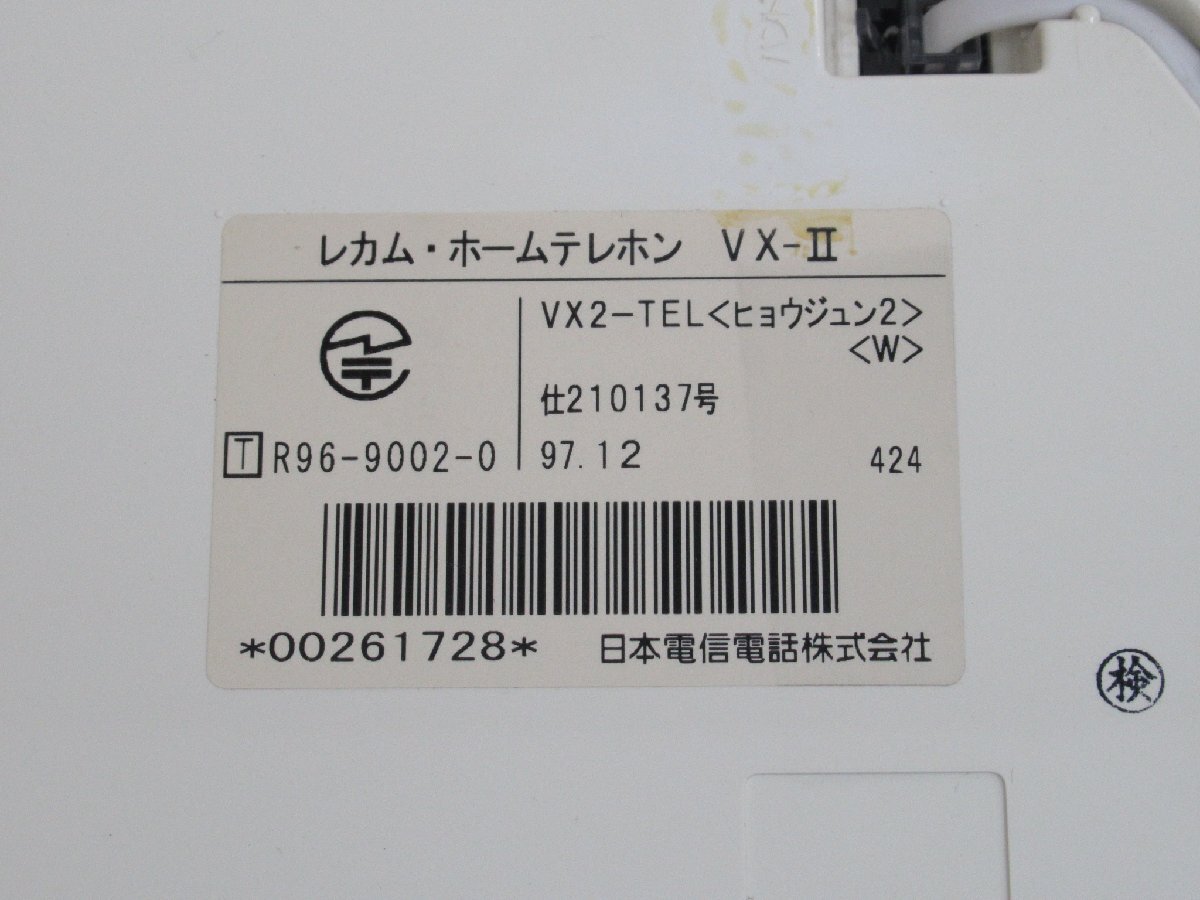 レカム・ホームテレホン VX-Ⅱ
VX2-TEL<ヒョウジュン2>
<W>
仕210137号
T R96-9002-0
97.12 424
*00261728* 日本電信電話株式会社
検